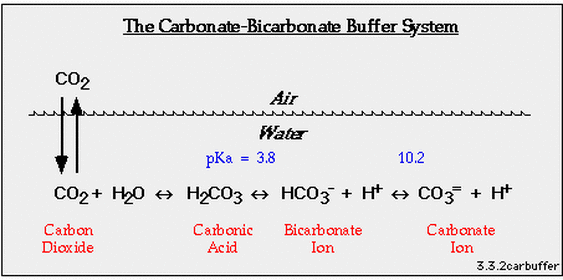 The Carbonate-Bicarbonate Buffer System
CO₂
Air
Water
pKa = 3.8 10.2
CO₂ + H₂O ↔ H₂CO₃ ↔ HCO₃⁻ + H⁺ ↔ CO₃⁼ + H⁺
Carbon Carbonic Bicarbonate Carbonate
Dioxide Acid Ion Ion
3.3.2carbuffer